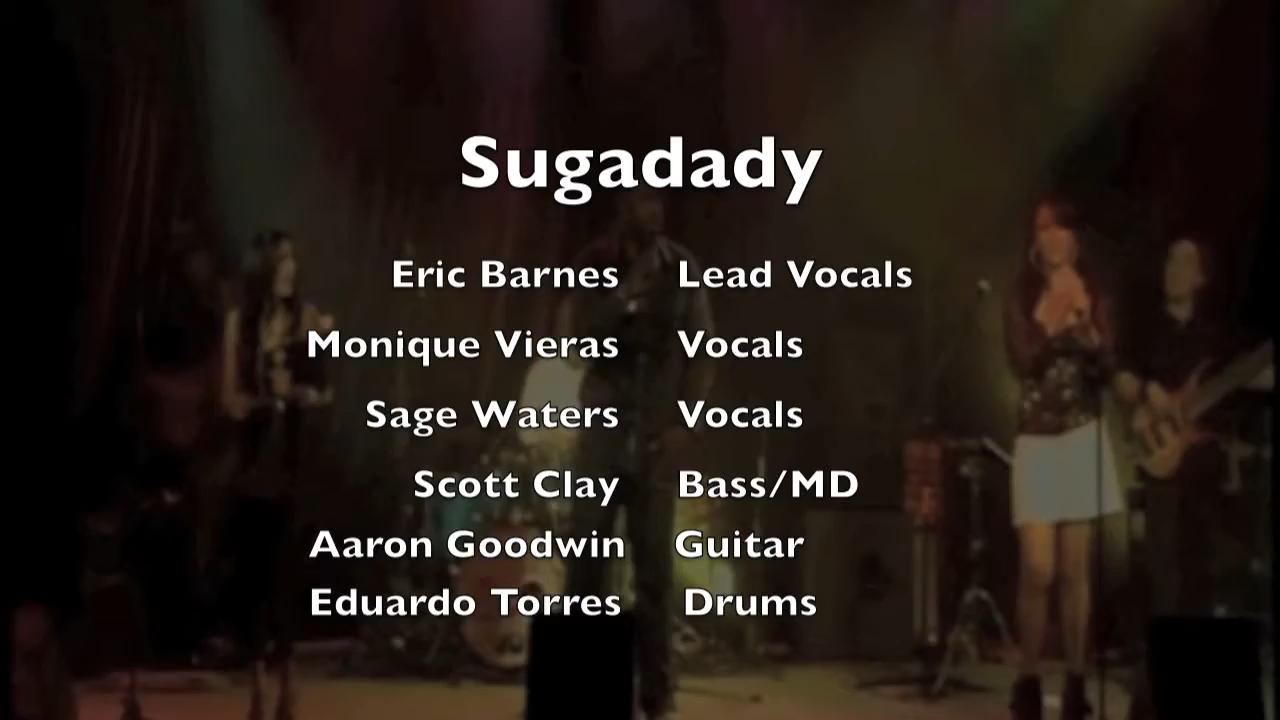 Sugadady
Eric Barnes Lead Vocals
Monique Vieras Vocals
Sage Waters Vocals
Scott Clay Bass/MD
Aaron Goodwin Guitar
Eduardo Torres Drums